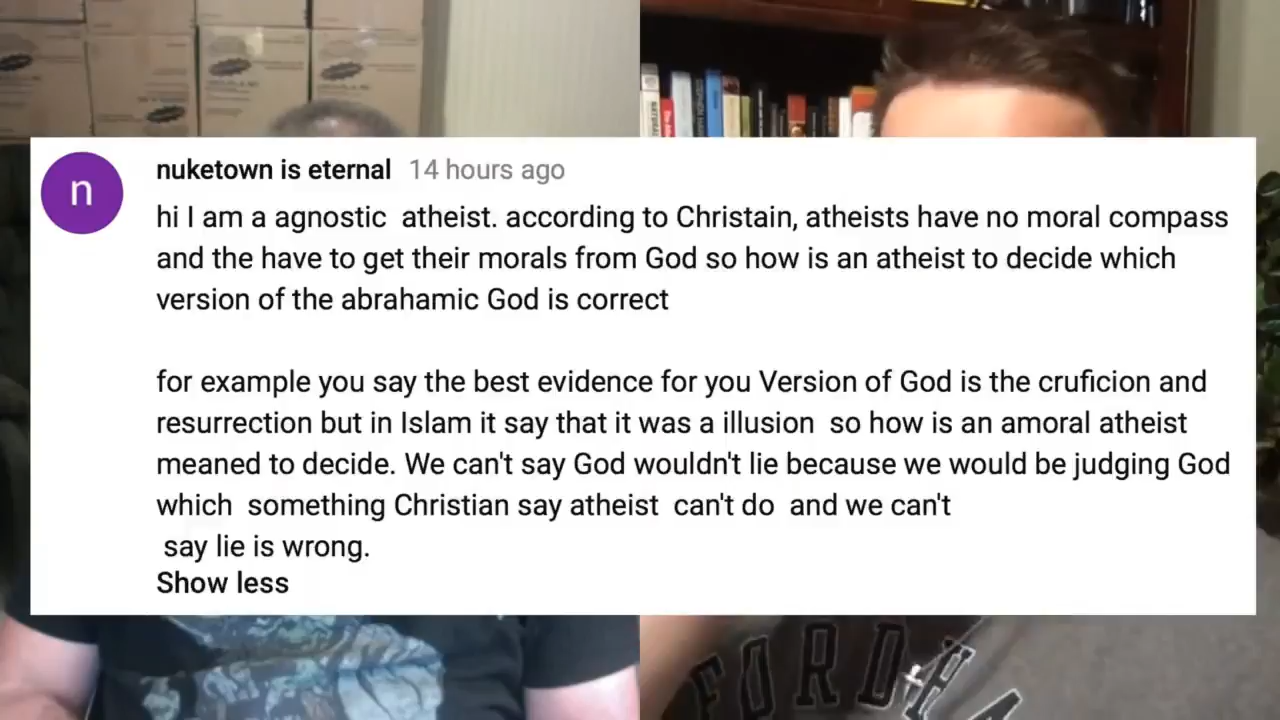 n
nuketown is eternal 14 hours ago
hi I am a agnostic atheist. according to Christain, atheists have no moral compass
and the have to get their morals from God so how is an atheist to decide which
version of the abrahamic God is correct
for example you say the best evidence for you Version of God is the cruficion and
resurrection but in Islam it say that it was a illusion so how is an amoral atheist
meaned to decide. We can't say God wouldn't lie because we would be judging God
which something Christian say atheist can't do and we can't
say lie is wrong.
Show less
FORDHA